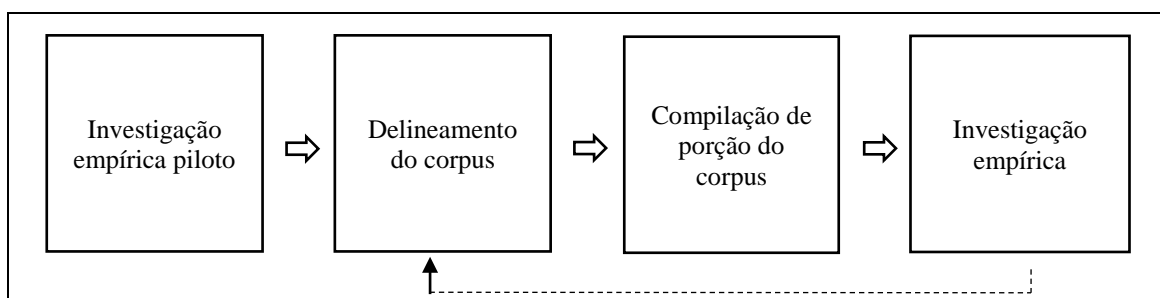 Investigação
empírica piloto
Delineamento
do corpus
Compilação de
porção do
corpus
Investigação
empírica